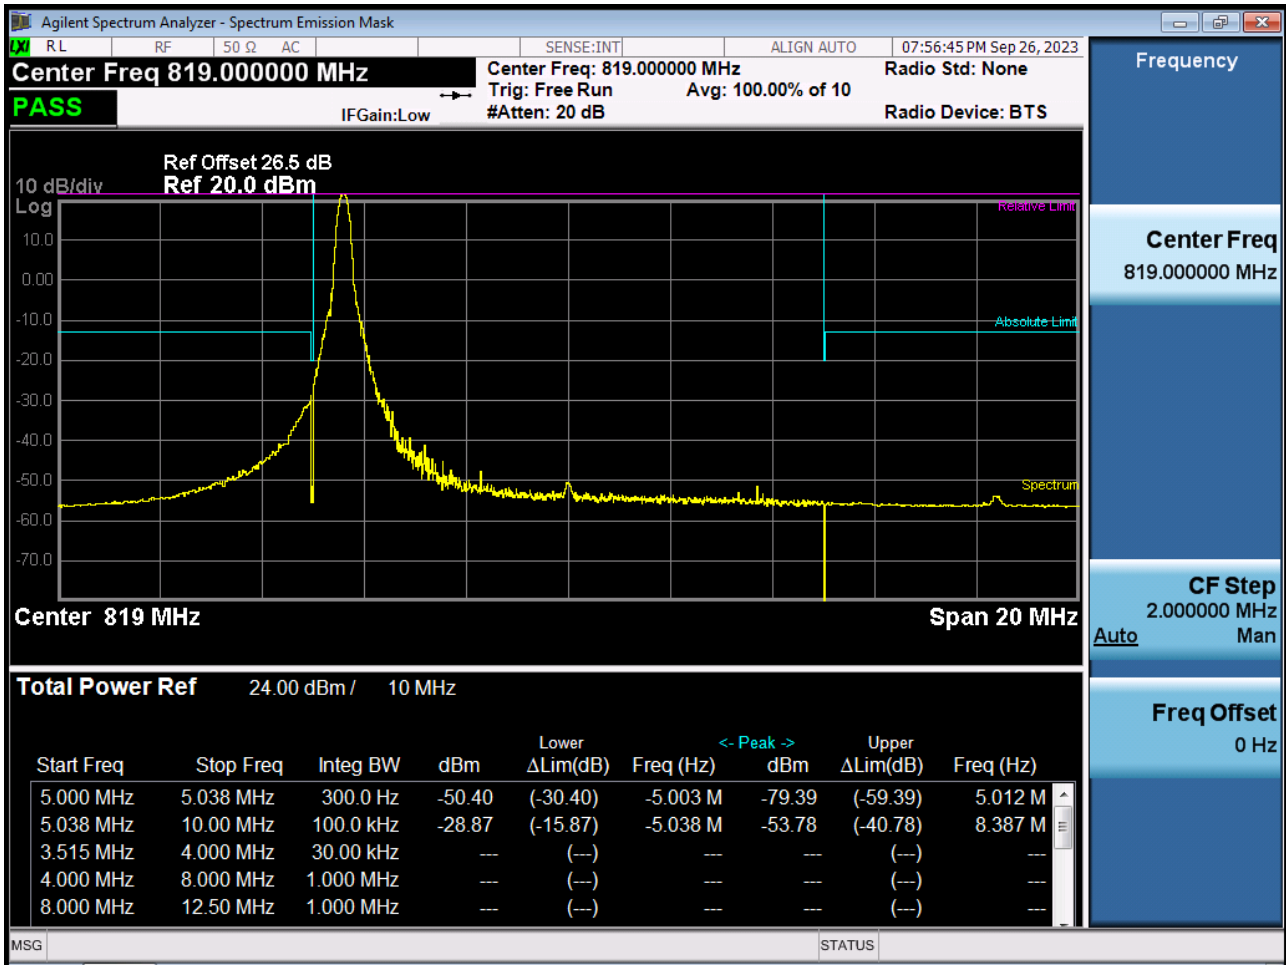 Agilent Spectrum Analyzer - Spectrum Emission Mask
LXI RL RF 50 Ω AC SENSE:INT ALIGN AUTO 07:56:45 PM Sep 26, 2023
Center Freq 819.000000 MHz
Center Freq: 819.000000 MHz Radio Std: None
Trig: Free Run Avg: 100.00% of 10
PASS
IFGain:Low #Atten: 20 dB Radio Device: BTS
Ref Offset 26.5 dB
10 dB/div Ref 20.0 dBm
Log
Relative Limit
10.0
0.00
-10.0
Absolute Limit
-20.0
-30.0
-40.0
-50.0
Spectrum
-60.0
-70.0
Center 819 MHz Span 20 MHz
Total Power Ref 24.00 dBm / 10 MHz
Lower <- Peak -> Upper
Start Freq Stop Freq Integ BW dBm ΔLim(dB) Freq (Hz) dBm ΔLim(dB) Freq (Hz)
5.000 MHz 5.038 MHz 300.0 Hz -50.40 (-30.40) -5.003 M -79.39 (-59.39) 5.012 M
5.038 MHz 10.00 MHz 100.0 kHz -28.87 (-15.87) -5.038 M -53.78 (-40.78) 8.387 M
3.515 MHz 4.000 MHz 30.00 kHz --- (---) --- --- (---) ---
4.000 MHz 8.000 MHz 1.000 MHz --- (---) --- --- (---) ---
8.000 MHz 12.50 MHz 1.000 MHz --- (---) --- --- (---) ---
MSG STATUS
Frequency
Center Freq
819.000000 MHz
CF Step
2.000000 MHz
Auto Man
Freq Offset
0 Hz